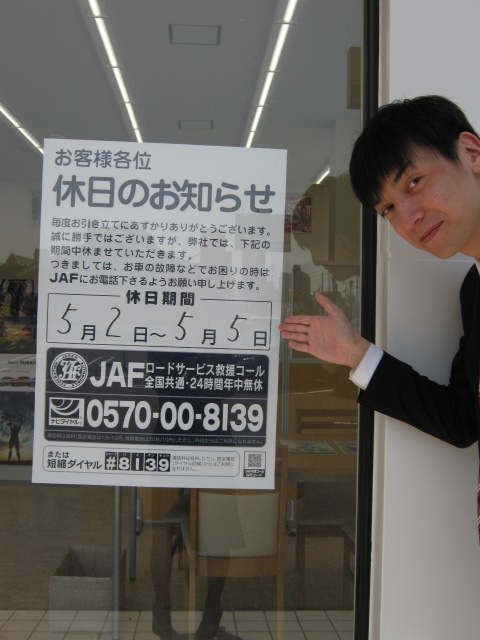 お客様各位
休日のお知らせ
毎度お引き立てにあずかりありがとうございます。
誠に勝手ではございますが、弊社では、下記の
期間中休ませていただきます。
つきましては、お車の故障などでお困りの時は
JAFにお電話下さるようお願い申し上げます。
休日期間
5月2日～5月5日
JAF ロードサービス救援コール
全国共通・24時間年中無休
ナビダイヤル 0570-00-8139
または
短縮ダイヤル #8139